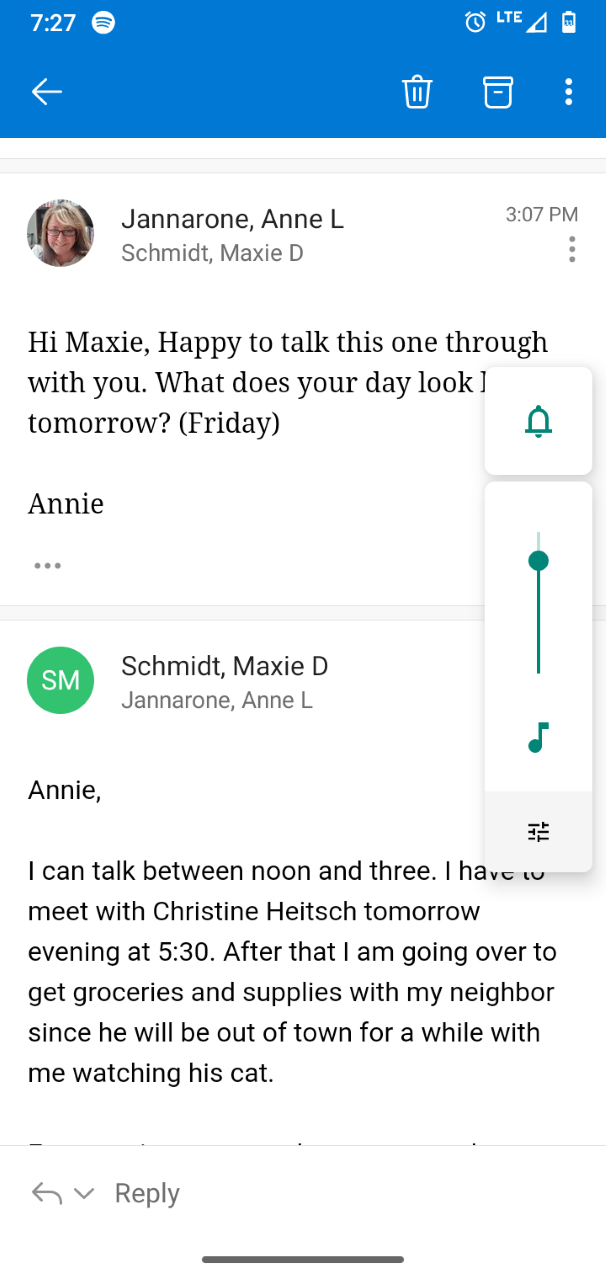 7:27 LTE
Jannarone, Anne L
3:07 PM
Schmidt, Maxie D
Hi Maxie, Happy to talk this one through
with you. What does your day look
tomorrow? (Friday)
Annie
SM
Schmidt, Maxie D
Jannarone, Anne L
Annie,
I can talk between noon and three. I have to
meet with Christine Heitsch tomorrow
evening at 5:30. After that I am going over to
get groceries and supplies with my neighbor
since he will be out of town for a while with
me watching his cat.
Reply